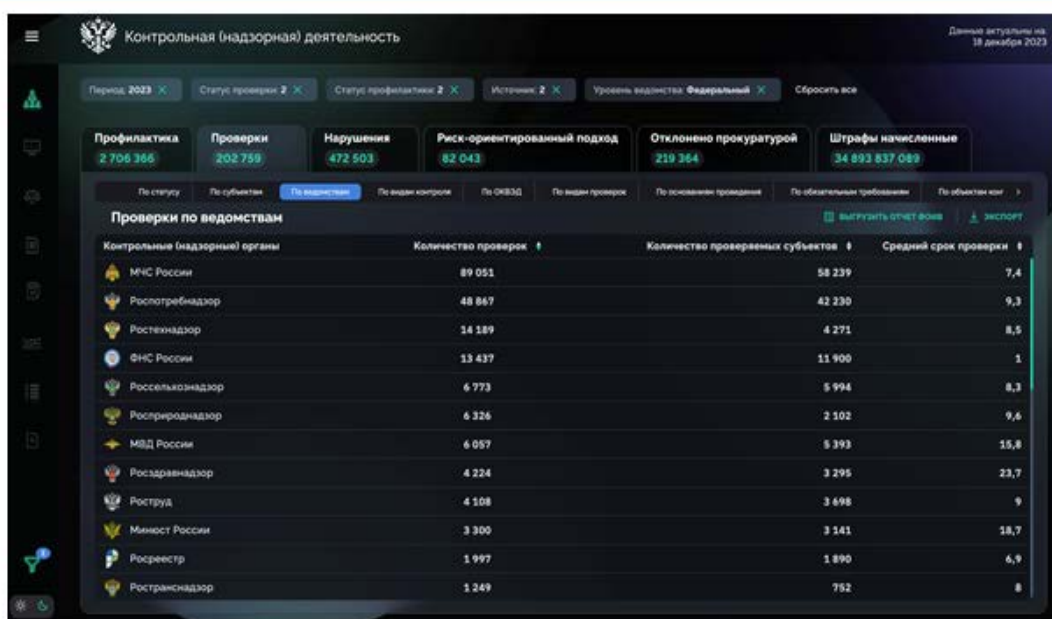 Контрольная (надзорная) деятельность
Данные актуальны на:
18 декабря 2023
Период: 2023 Статус проверки: 2 Статус профилактики: 2 Источник: 2 Уровень ведомства: Федеральный Сбросить все
Профилактика Проверки Нарушения Риск-ориентированный подход Отклонено прокуратурой Штрафы начисленные
2 706 366 202 759 472 503 82 043 219 364 34 893 837 089
По статусу По субъектам По ведомствам По видам контроля По ОКВЭД По видам проверок По основаниям проведения По обязательным требованиям По объектам кон
Проверки по ведомствам ВЫГРУЗИТЬ ОТЧЕТ ФОИВ ЭКСПОРТ
Контрольные (надзорные) органы Количество проверок Количество проверяемых субъектов Средний срок проверки
МЧС России 89 051 58 239 7,4
Роспотребнадзор 48 867 42 230 9,3
Ростехнадзор 14 189 4 271 8,5
ФНС России 13 437 11 900 1
Россельхознадзор 6 773 5 994 8,3
Росприроднадзор 6 326 2 102 9,6
МВД России 6 057 5 393 15,8
Росздравнадзор 4 224 3 295 23,7
Роструд 4 108 3 698 9
Минюст России 3 300 3 141 18,7
Росреестр 1 997 1 890 6,9
Ространснадзор 1 249 752 8